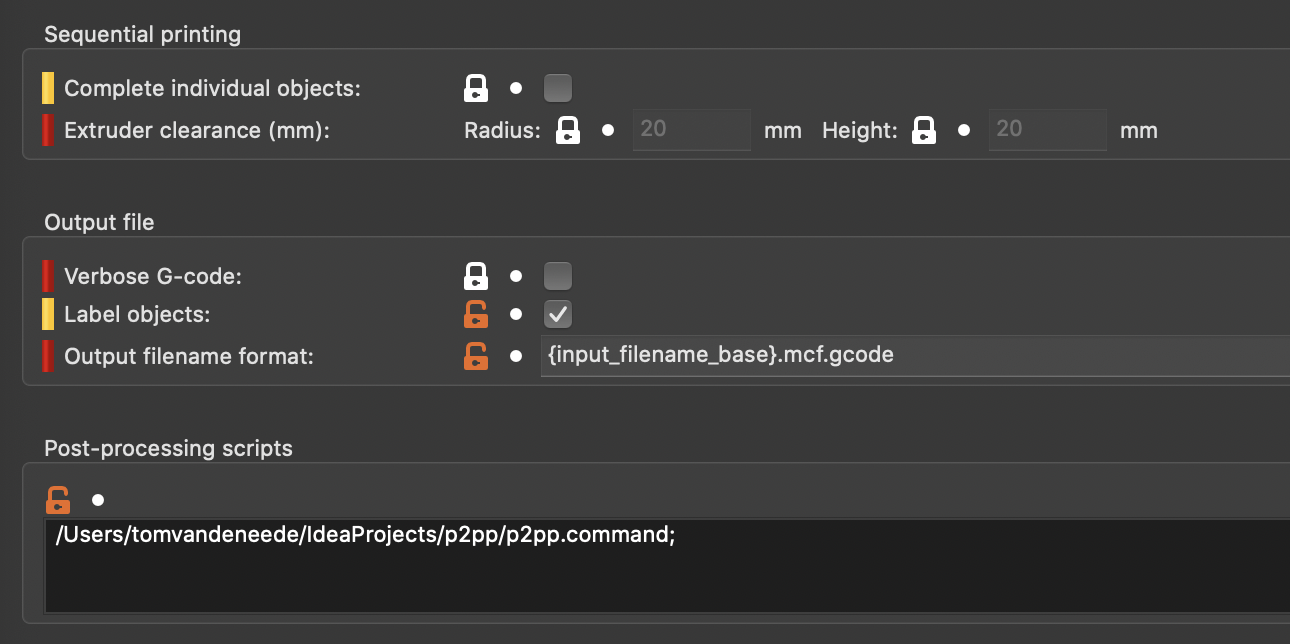 Sequential printing
Complete individual objects:
Extruder clearance (mm): Radius: 20 mm Height: 20 mm
Output file
Verbose G-code:
Label objects:
Output filename format: {input_filename_base}.mcf.gcode
Post-processing scripts
/Users/tomvandeneede/IdeaProjects/p2pp/p2pp.command;